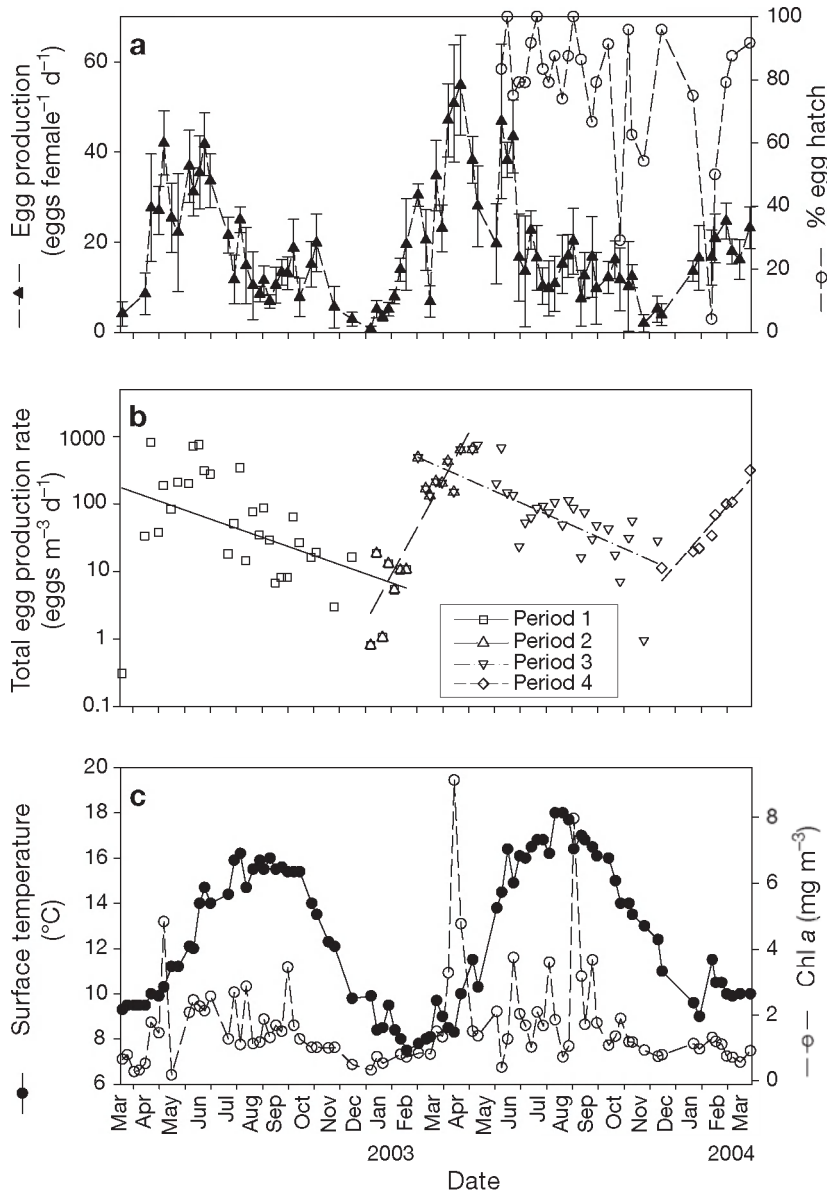 a
Egg production
(eggs female⁻¹ d⁻¹)
60
40
20
0
100
80
60
40
20
0
% egg hatch
b
Total egg production rate
(eggs m⁻³ d⁻¹)
1000
100
10
1
0.1
Period 1
Period 2
Period 3
Period 4
c
Surface temperature
(°C)
20
18
16
14
12
10
8
6
8
6
4
2
0
Chl a (mg m⁻³)
Mar Apr May Jun Jul Aug Sep Oct Nov Dec Jan Feb Mar Apr May Jun Jul Aug Sep Oct Nov Dec Jan Feb Mar
2003 2004
Date